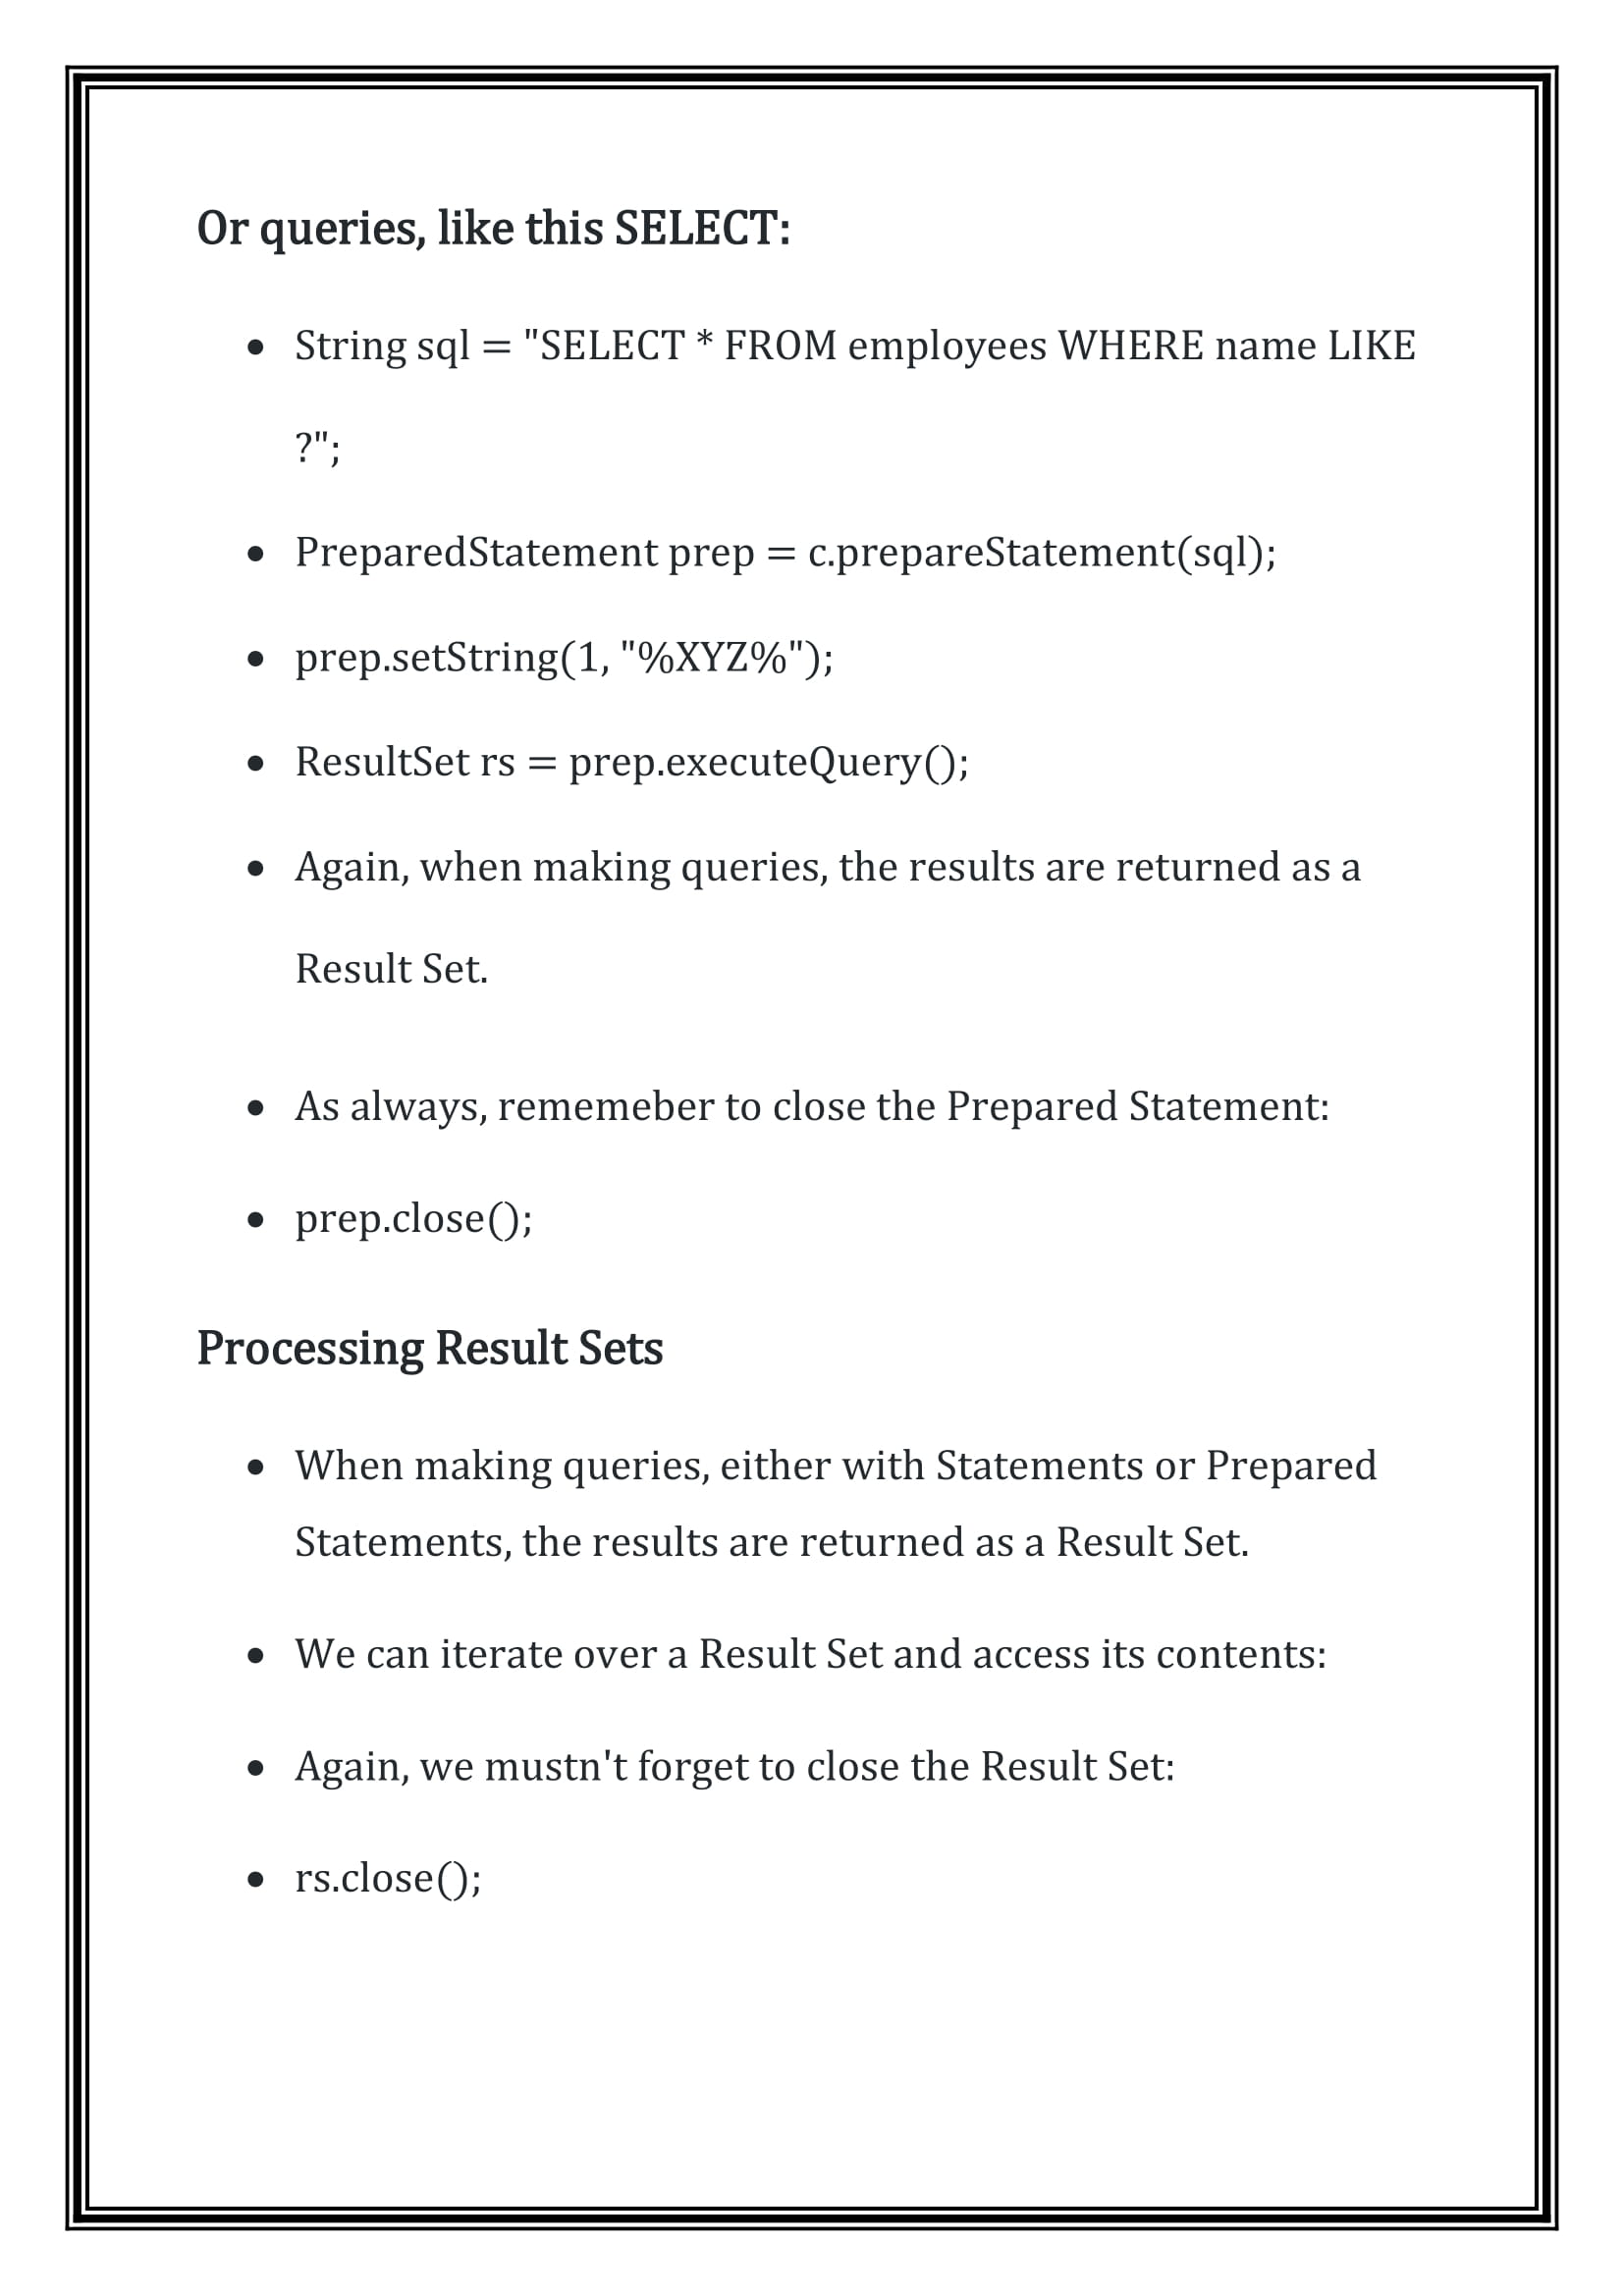 Or queries, like this SELECT:
• String sql = "SELECT * FROM employees WHERE name LIKE
?";
• PreparedStatement prep = c.prepareStatement(sql);
• prep.setString(1, "%XYZ%");
• ResultSet rs = prep.executeQuery();
• Again, when making queries, the results are returned as a
Result Set.
• As always, rememeber to close the Prepared Statement:
• prep.close();
Processing Result Sets
• When making queries, either with Statements or Prepared
Statements, the results are returned as a Result Set.
• We can iterate over a Result Set and access its contents:
• Again, we mustn't forget to close the Result Set:
• rs.close();